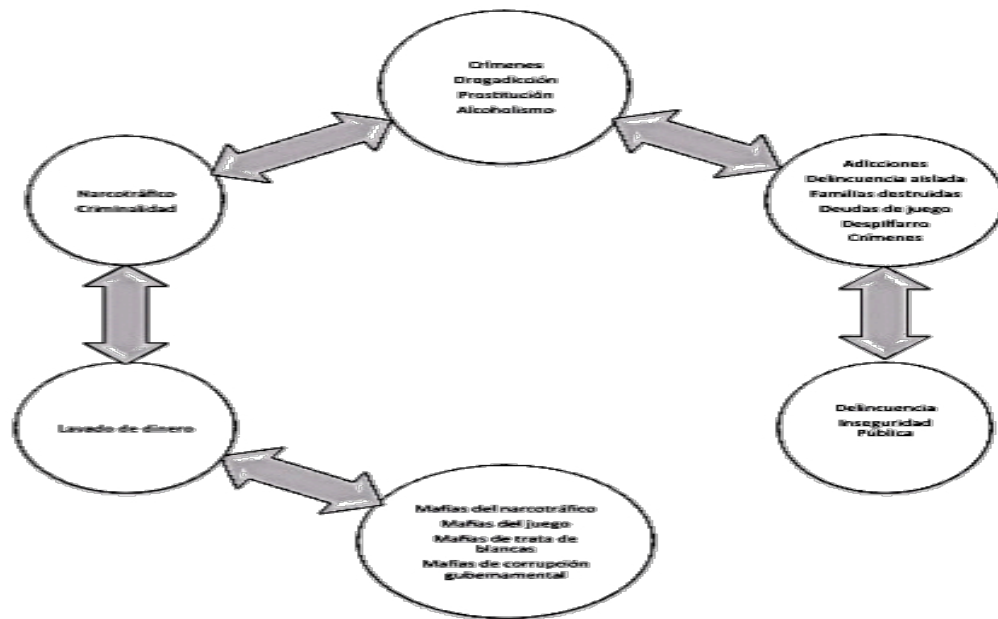 Crímenes
Drogadicción
Prostitución
Alcoholismo
Narcotráfico
Criminalidad
Adicciones
Delincuencia aislada
Familias destruidas
Deudas de juego
Despilfarro
Crímenes
Lavado de dinero
Delincuencia
Inseguridad
Pública
Mafias del narcotráfico
Mafias del juego
Mafias de trata de
blancas
Mafias de corrupción
gubernamental